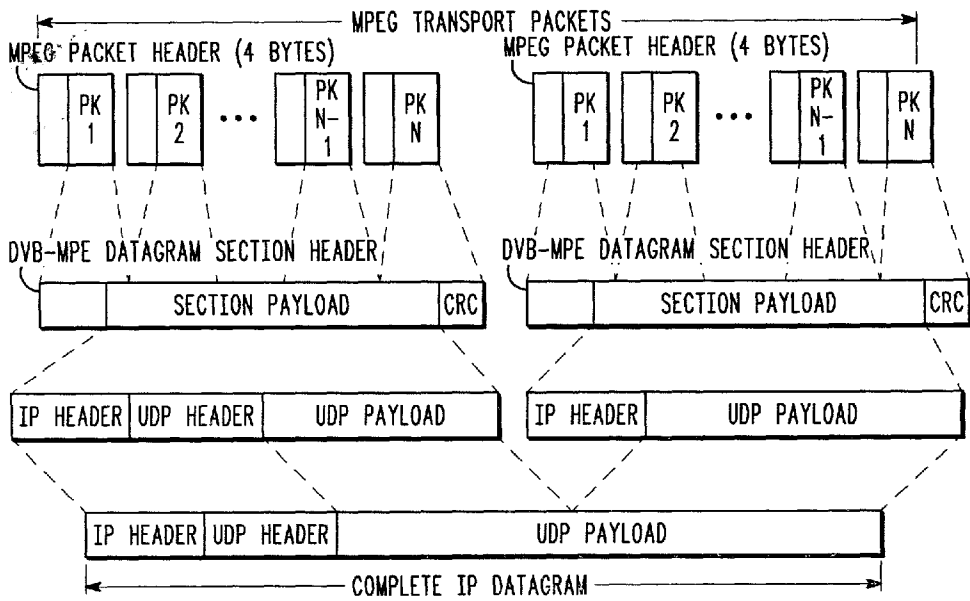 MPEG TRANSPORT PACKETS
MPEG PACKET HEADER (4 BYTES)
MPEG PACKET HEADER (4 BYTES)
PK 1
PK 2
•••
PK N-1
PK N
PK 1
PK 2
•••
PK N-1
PK N
DVB-MPE DATAGRAM SECTION HEADER
DVB-MPE DATAGRAM SECTION HEADER
SECTION PAYLOAD
CRC
SECTION PAYLOAD
CRC
IP HEADER
UDP HEADER
UDP PAYLOAD
IP HEADER
UDP PAYLOAD
IP HEADER
UDP HEADER
UDP PAYLOAD
COMPLETE IP DATAGRAM